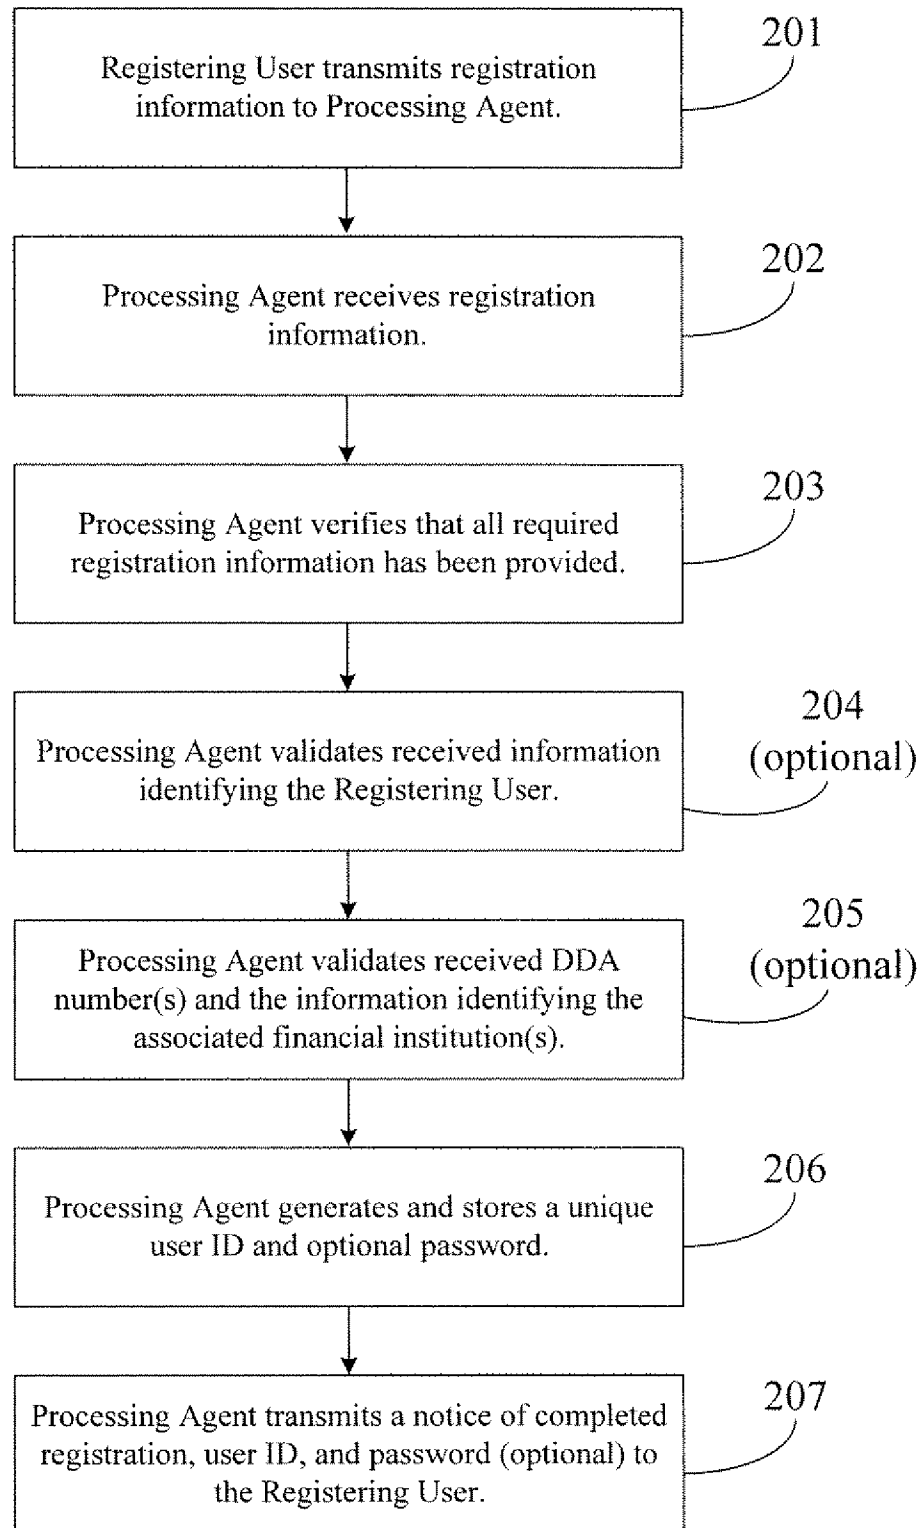 201
Registering User transmits registration
information to Processing Agent.
202
Processing Agent receives registration
information.
203
Processing Agent verifies that all required
registration information has been provided.
204
(optional)
Processing Agent validates received information
identifying the Registering User.
205
(optional)
Processing Agent validates received DDA
number(s) and the information identifying the
associated financial institution(s).
206
Processing Agent generates and stores a unique
user ID and optional password.
207
Processing Agent transmits a notice of completed
registration, user ID, and password (optional) to
the Registering User.